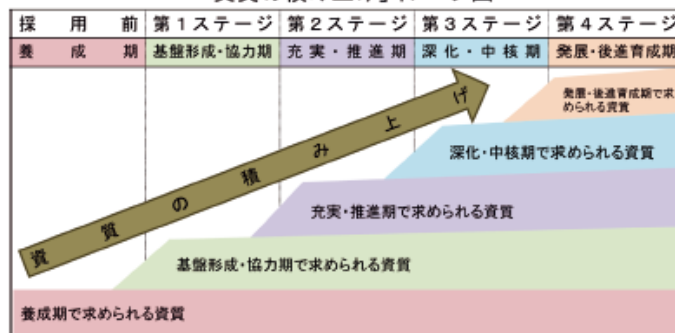 採用前 第1ステージ 第2ステージ 第3ステージ 第4ステージ
養成期 基盤形成・協力期 充実・推進期 深化・中核期 発展・後進育成期
発展・後進育成期で求
められる資質
深化・中核期で求められる資質
充実・推進期で求められる資質
基盤形成・協力期で求められる資質
養成期で求められる資質
資質の積み上げ